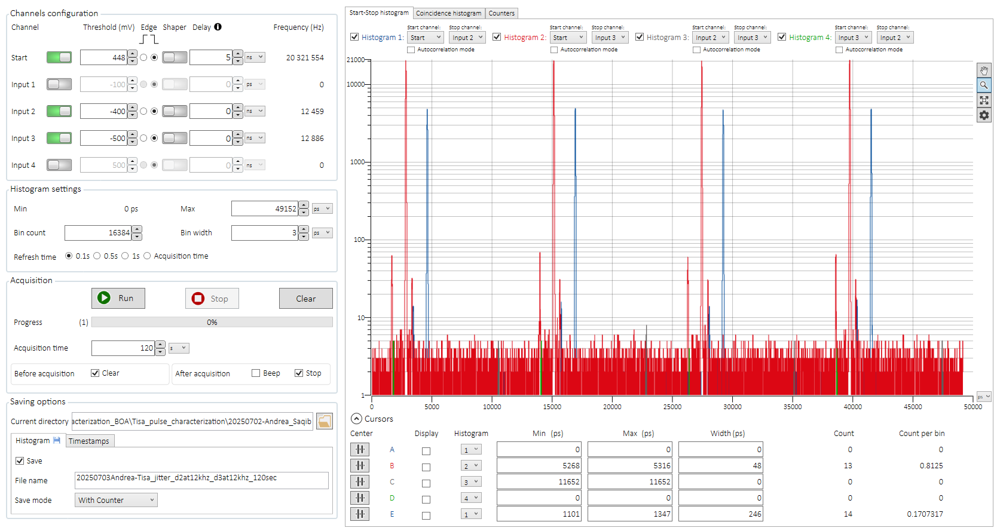 Channels configuration
Channel Threshold (mV) Edge Shaper Delay Frequency (Hz)
Start 448 5 ns 20 321 554
Input 1 -100 0 ps 0
Input 2 -400 0 ns 12 459
Input 3 -500 0 ns 12 886
Input 4 500 0 ns 0
Histogram settings
Min 0 ps Max 49152 ps
Bin count 16384 Bin width 3 ps
Refresh time 0.1s 0.5s 1s Acquisition time
Acquisition
Run Stop Clear
Progress (1) 0%
Acquisition time 120 s
Before acquisition Clear After acquisition Beep Stop
Saving options
Current directory acterization_BOA\Tisa_pulse_characterization\20250702-Andrea_Saqib
Histogram Timestamps
Save
File name 20250703Andrea-Tisa_jitter_d2at12khz_d3at12khz_120sec
Save mode With Counter
Start-Stop histogram Coincidence histogram Counters
Start channel: Stop channel: Start channel: Stop channel: Start channel: Stop channel: Start channel: Stop channel:
Histogram 1: Start Input 2 Histogram 2: Start Input 3 Histogram 3: Input 2 Input 3 Histogram 4: Input 3 Input 2
Autocorrelation mode Autocorrelation mode Autocorrelation mode Autocorrelation mode
21000
10000
1000
100
10
1
0 5000 10000 15000 20000 25000 30000 35000 40000 45000 50000
ps
Cursors
Center Display Histogram Min (ps) Max (ps) Width (ps) Count Count per bin
A 1 0 0 0 0 0
B 2 5268 5316 48 13 0.8125
C 3 11652 11652 0 0 0
D 4 0 0 0 0 0
E 1 1101 1347 246 14 0.1707317